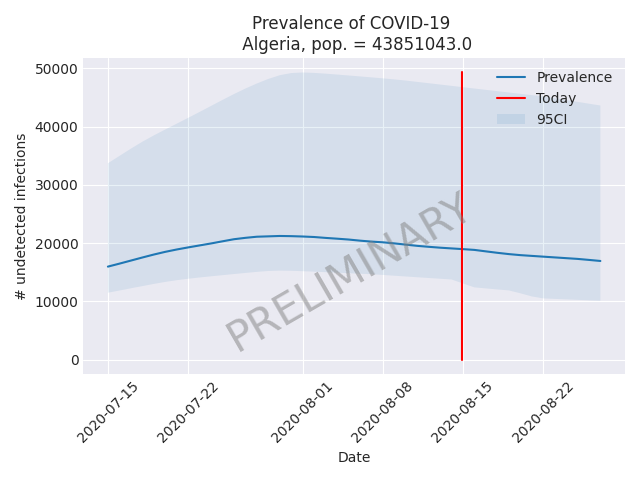 Prevalence of COVID-19
Algeria, pop. = 43851043.0
# undetected infections
50000
40000
30000
20000
10000
0
Prevalence
Today
95CI
PRELIMINARY
2020-07-15
2020-07-22
2020-08-01
2020-08-08
2020-08-15
2020-08-22
Date